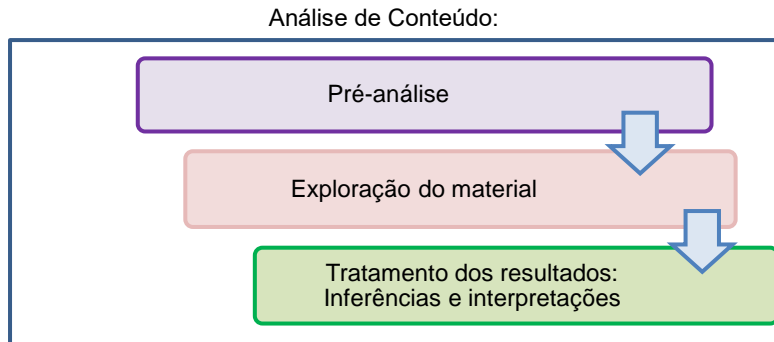 Análise de Conteúdo:
Pré-análise
Exploração do material
Tratamento dos resultados:
Inferências e interpretações